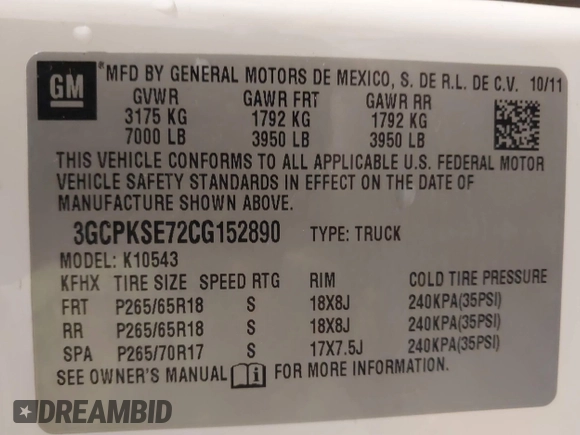 GM
*MFD BY GENERAL MOTORS DE MEXICO, S. DE R.L. DE C.V. 10/11
GVWR GAWR FRT GAWR RR
3175 KG 1792 KG 1792 KG
7000 LB 3950 LB 3950 LB
THIS VEHICLE CONFORMS TO ALL APPLICABLE U.S. FEDERAL MOTOR
VEHICLE SAFETY STANDARDS IN EFFECT ON THE DATE OF
MANUFACTURE SHOWN ABOVE.
3GCPKSE72CG152890 TYPE: TRUCK
MODEL: K10543
KFHX TIRE SIZE SPEED RTG RIM COLD TIRE PRESSURE
FRT P265/65R18 S 18X8J 240KPA(35PSI)
RR P265/65R18 S 18X8J 240KPA(35PSI)
SPA P265/70R17 S 17X7.5J 240KPA(35PSI)
SEE OWNER'S MANUAL FOR MORE INFORMATION.
DREAMBID